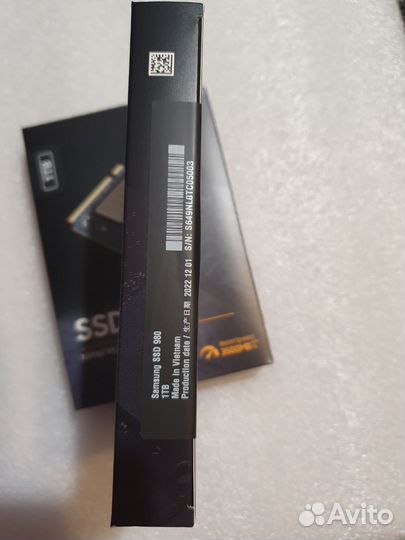 S/N: S649NL0TC05003
Samsung SSD 980
1TB
Made in Vietnam
Production date / 生产日期 2022 12 01
1TB
SSD
Avito